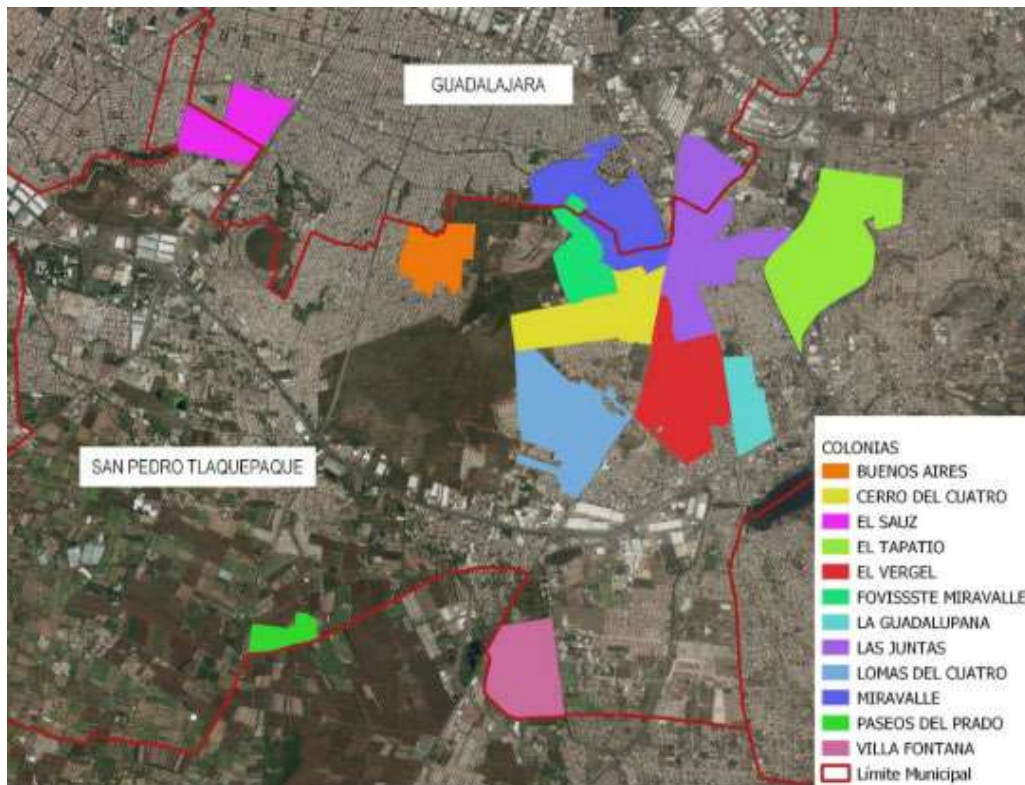 GUADALAJARA
SAN PEDRO TLAQUEPAQUE
COLONIAS
BUENOS AIRES
CERRO DEL CUATRO
EL SAUZ
EL TAPATIO
EL VERGEL
FOVISSSTE MIRAVALLE
LA GUADALUPANA
LAS JUNTAS
LOMAS DEL CUATRO
MIRAVALLE
PASEOS DEL PRADO
VILLA FONTANA
Límite Municipal